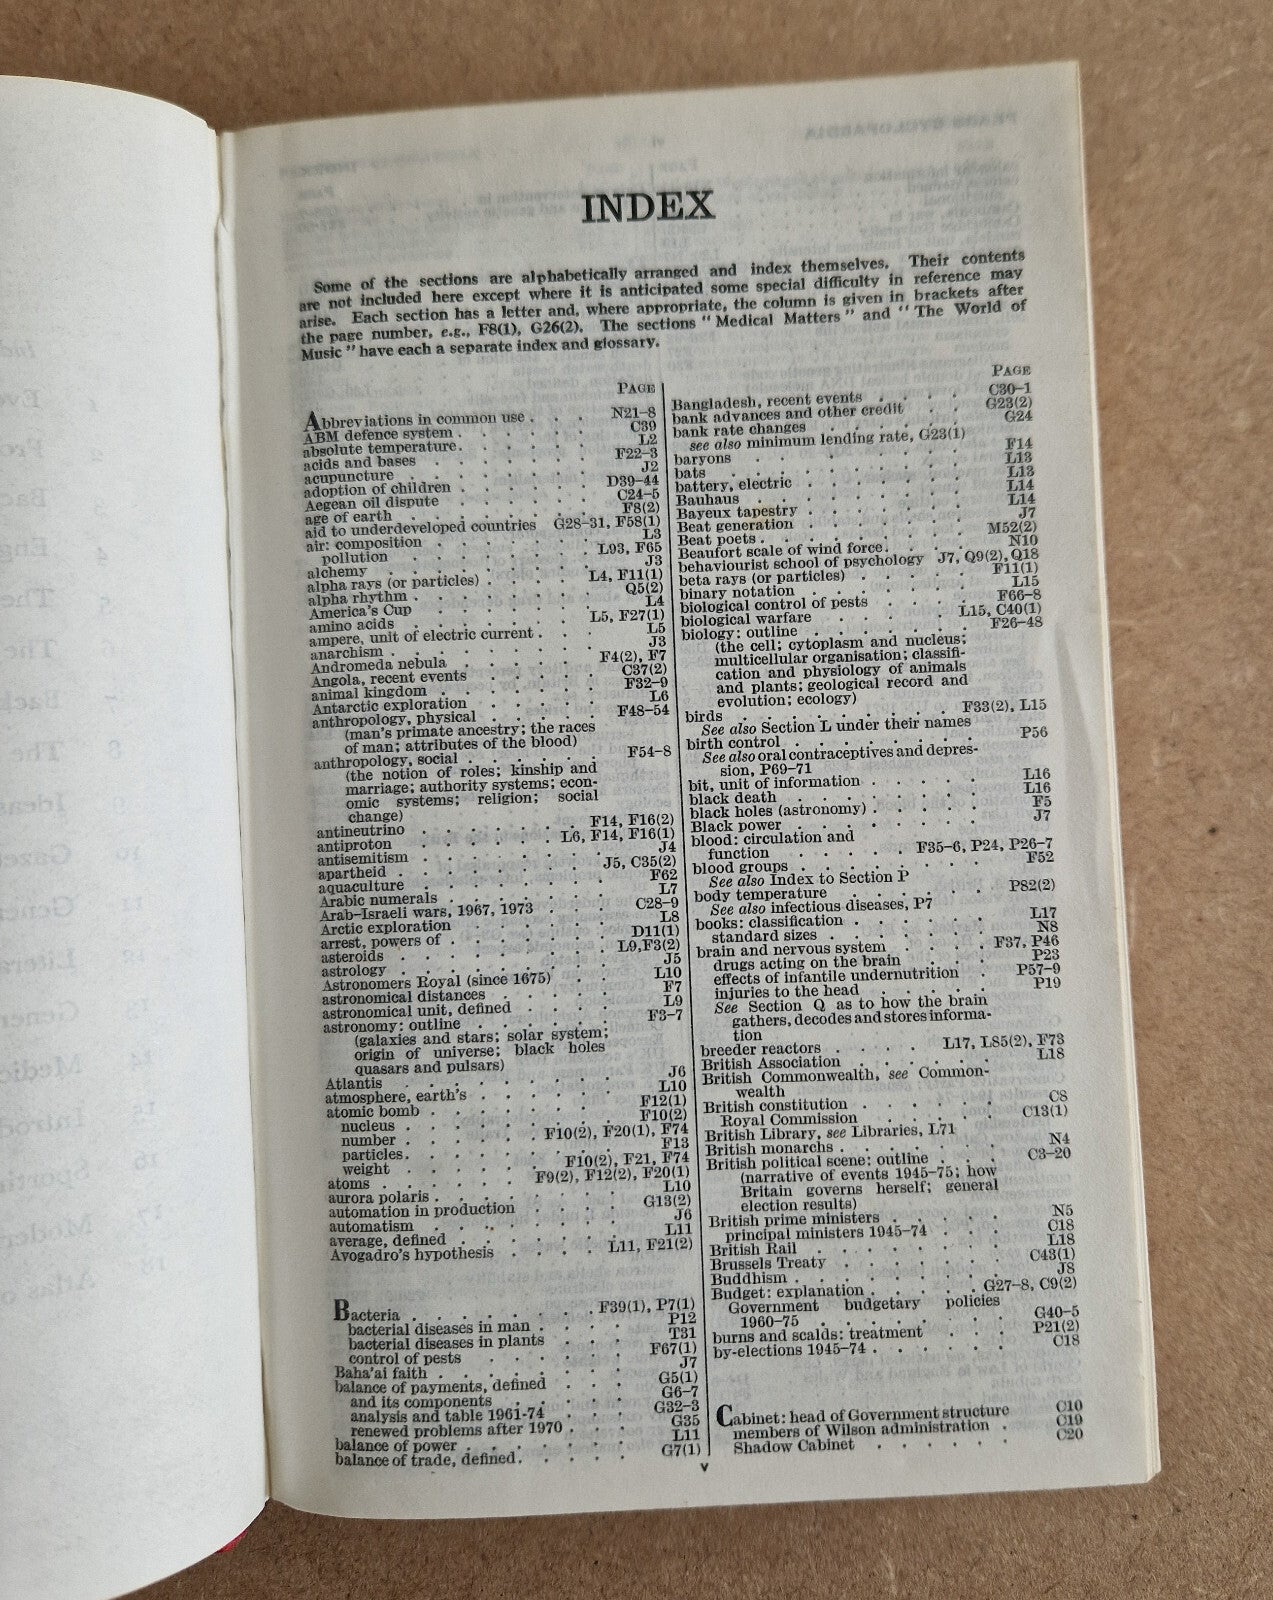 INDEX
Some of the sections are alphabetically arranged and index themselves. Their contents
are not included here except where it is anticipated some special difficulty in reference may
arise. Each section has a letter and, where appropriate, the column is given in brackets after
the page number, e.g., F8(1), G26(2). The sections "Medical Matters" and "The World of
Music" have each a separate index and glossary.
PAGE
Abbreviations in common use . . . N21-8
ABM defence system . . . C39
absolute temperature . . . L2
acids and bases . . . F22-3
acupuncture . . . J2
adoption of children . . . D39-44
Aegean oil dispute . . . C24-5
age of earth . . . F8(2)
aid to underdeveloped countries G28-31, F58(1)
air: composition . . . L3
pollution . . . L93, F65
alchemy . . . J3
alpha rays (or particles) . . . L4, F11(1)
alpha rhythm . . . Q5(2)
America's Cup . . . L4
amino acids . . . L5, F27(1)
ampere, unit of electric current . . . L5
anarchism . . . J3
Andromeda nebula . . . F4(2), F7
Angola, recent events . . . C37(2)
animal kingdom . . . F32-9
Antarctic exploration . . . L6
anthropology, physical . . . F48-54
(man's primate ancestry; the races
of man; attributes of the blood)
anthropology, social . . . F54-8
(the notion of roles; kinship and
marriage; authority systems; econ-
omic systems; religion; social
change)
antineutrino . . . F14, F16(2)
antiproton . . . L6, F14, F16(1)
antisemitism . . . J4
apartheid . . . J5, C35(2)
aquaculture . . . F62
Arabic numerals . . . L7
Arab-Israeli wars, 1967, 1973 . . . C28-9
Arctic exploration . . . L8
arrest, powers of . . . D11(1)
asteroids . . . L9,F3(2)
astrology . . . J5
Astronomers Royal (since 1675) . . . L10
astronomical distances . . . F7
astronomical unit, defined . . . L9
astronomy: outline . . . F3-7
(galaxies and stars; solar system;
origin of universe; black holes
quasars and pulsars)
Atlantis . . . J6
atmosphere, earth's . . . L10
atomic bomb . . . F12(1)
nucleus . . . F10(2)
number . . . F10(2), F20(1), F74
particles . . . F13
weight . . . F10(2), F21, F74
atoms . . . F9(2), F12(2), F20(1)
aurora polaris . . . L10
automation in production . . . G13(2)
automatism . . . J6
average, defined . . . L11
Avogadro's hypothesis . . . L11, F21(2)
Bacteria . . . F39(1), P7(1)
bacterial diseases in man . . . P12
bacterial diseases in plants . . . T31
control of pests . . . F67(1)
Baha'ai faith . . . J7
balance of payments, defined . . . G5(1)
and its components . . . G6-7
analysis and table 1961-74 . . . G32-3
renewed problems after 1970 . . . G35
balance of power . . . L11
balance of trade, defined . . . G7(1)
PAGE
Bangladesh, recent events . . . C30-1
bank advances and other credit . . . G23(2)
bank rate changes . . . G24
see also minimum lending rate, G23(1)
baryons . . . F14
bats . . . L13
battery, electric . . . L13
Bauhaus . . . L14
Bayeux tapestry . . . L14
Beat generation . . . J7
Beat poets . . . M52(2)
Beaufort scale of wind force . . . N10
behaviourist school of psychology J7, Q9(2), Q18
beta rays (or particles) . . . F11(1)
binary notation . . . L15
biological control of pests . . . F66-8
biological warfare . . . L15, C40(1)
biology: outline . . . F26-48
(the cell; cytoplasm and nucleus;
multicellular organisation; classifi-
cation and physiology of animals
and plants; geological record and
evolution; ecology)
birds . . . F33(2), L15
See also Section L under their names
birth control . . . P56
See also oral contraceptives and depres-
sion, P69-71
bit, unit of information . . . L16
black death . . . L16
black holes (astronomy) . . . F5
Black power . . . J7
blood: circulation and
function . . . F35-6, P24, P26-7
blood groups . . . F52
See also Index to Section P
body temperature . . . P82(2)
See also infectious diseases, P7
books: classification . . . L17
standard sizes . . . N8
brain and nervous system . . . F37, P46
drugs acting on the brain . . . P23
effects of infantile undernutrition . P57-9
injuries to the head . . . P19
See Section Q as to how the brain
gathers, decodes and stores informa-
tion
breeder reactors . . . L17, L85(2), F73
British Association . . . L18
British Commonwealth, see Common-
wealth
British constitution . . . C8
Royal Commission . . . C13(1)
British Library, see Libraries, L71
British monarchs . . . N4
British political scene: outline . . . C3-20
(narrative of events 1945-75; how
Britain governs herself; general
election results)
British prime ministers . . . N5
principal ministers 1945-74 . . . C18
British Rail . . . L18
Brussels Treaty . . . C43(1)
Buddhism . . . J8
Budget: explanation . . . G27-8, C9(2)
Government budgetary policies
1960-75 . . . G40-5
burns and scalds: treatment . . . P21(2)
by-elections 1945-74 . . . C18
Cabinet: head of Government structure C10
members of Wilson administration . C19
Shadow Cabinet . . . C20
v